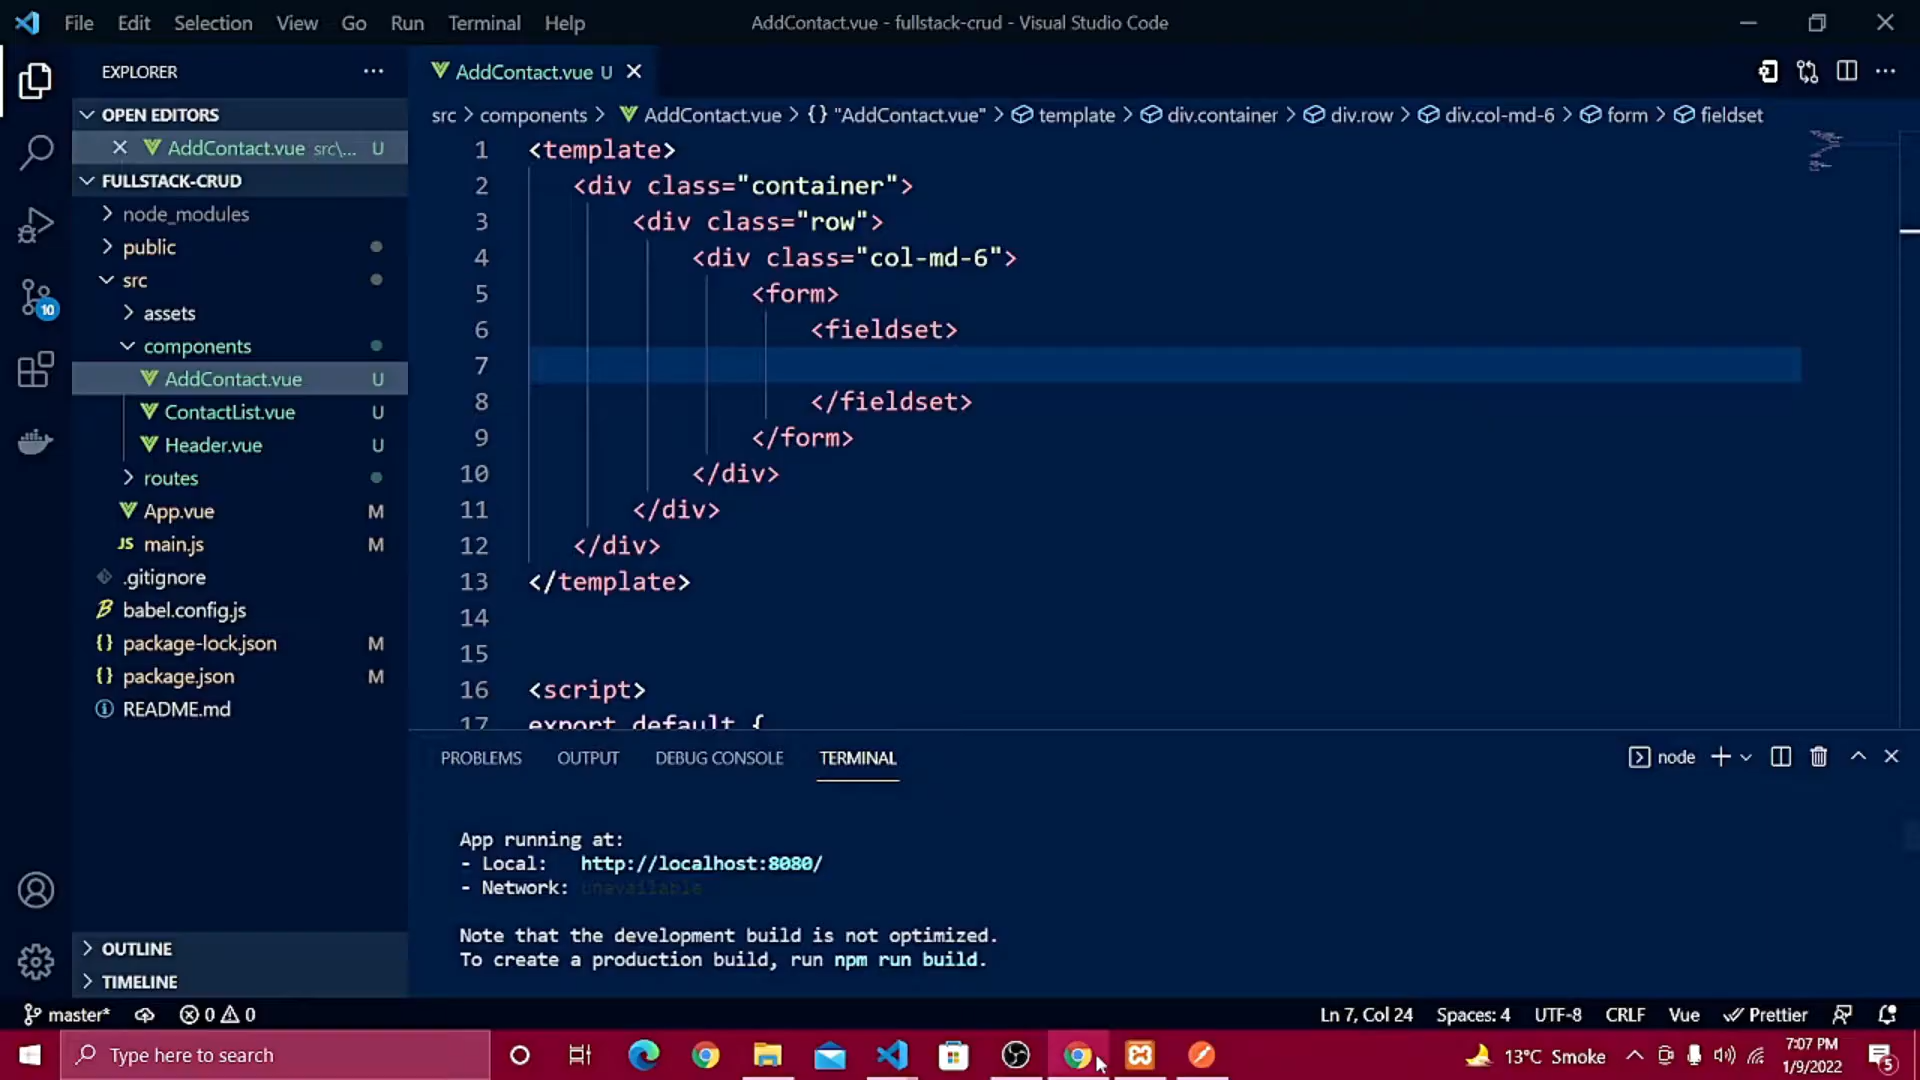 File Edit Selection View Go Run Terminal Help
AddContact.vue - fullstack-crud - Visual Studio Code
EXPLORER
OPEN EDITORS
AddContact.vue src\... U
FULLSTACK-CRUD
node_modules
public
src
assets
components
AddContact.vue U
ContactList.vue U
Header.vue U
routes
App.vue M
JS main.js M
.gitignore
babel.config.js
{} package-lock.json M
{} package.json M
README.md
OUTLINE
TIMELINE
10
AddContact.vue U
src > components > AddContact.vue > {} "AddContact.vue" > template > div.container > div.row > div.col-md-6 > form > fieldset
1 <template>
2 <div class="container">
3 <div class="row">
4 <div class="col-md-6">
5 <form>
6 <fieldset>
7
8 </fieldset>
9 </form>
10 </div>
11 </div>
12 </div>
13 </template>
14
15
16 <script>
17 export default {
PROBLEMS OUTPUT DEBUG CONSOLE TERMINAL
node
App running at:
- Local: http://localhost:8080/
- Network: unavailable
Note that the development build is not optimized.
To create a production build, run npm run build.
master* 0 0
Ln 7, Col 24 Spaces: 4 UTF-8 CRLF Vue Prettier
Type here to search
13°C Smoke
7:07 PM
1/9/2022
5